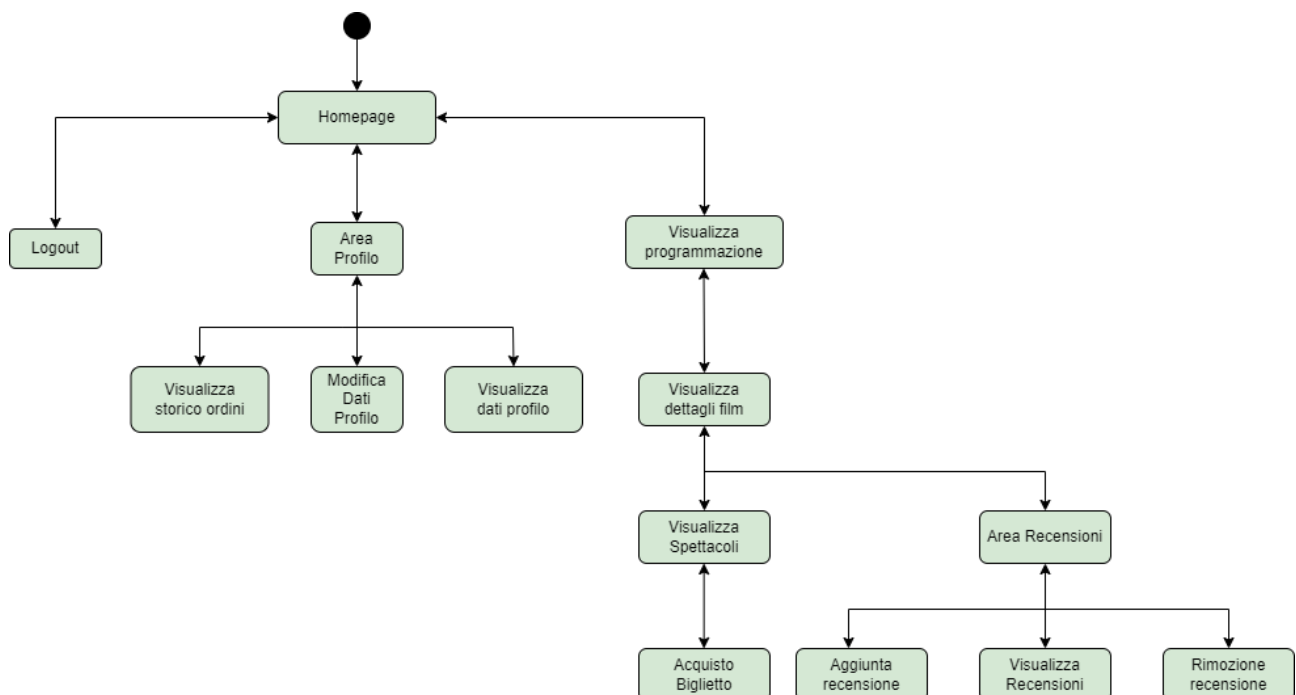 Homepage
Logout
Area
Profilo
Visualizza
programmazione
Visualizza
storico ordini
Modifica
Dati
Profilo
Visualizza
dati profilo
Visualizza
dettagli film
Visualizza
Spettacoli
Area Recensioni
Acquisto
Biglietto
Aggiunta
recensione
Visualizza
Recensioni
Rimozione
recensione